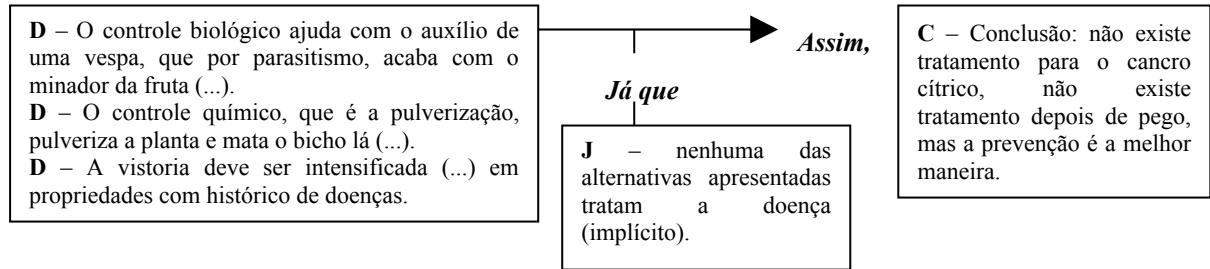 D – O controle biológico ajuda com o auxílio de
uma vespa, que por parasitismo, acaba com o
minador da fruta (...).
D – O controle químico, que é a pulverização,
pulveriza a planta e mata o bicho lá (...).
D – A vistoria deve ser intensificada (...) em
propriedades com histórico de doenças.
Assim,
Já que
J – nenhuma das
alternativas apresentadas
tratam a doença
(implícito).
C – Conclusão: não existe
tratamento para o cancro
cítrico, não existe
tratamento depois de pego,
mas a prevenção é a melhor
maneira.